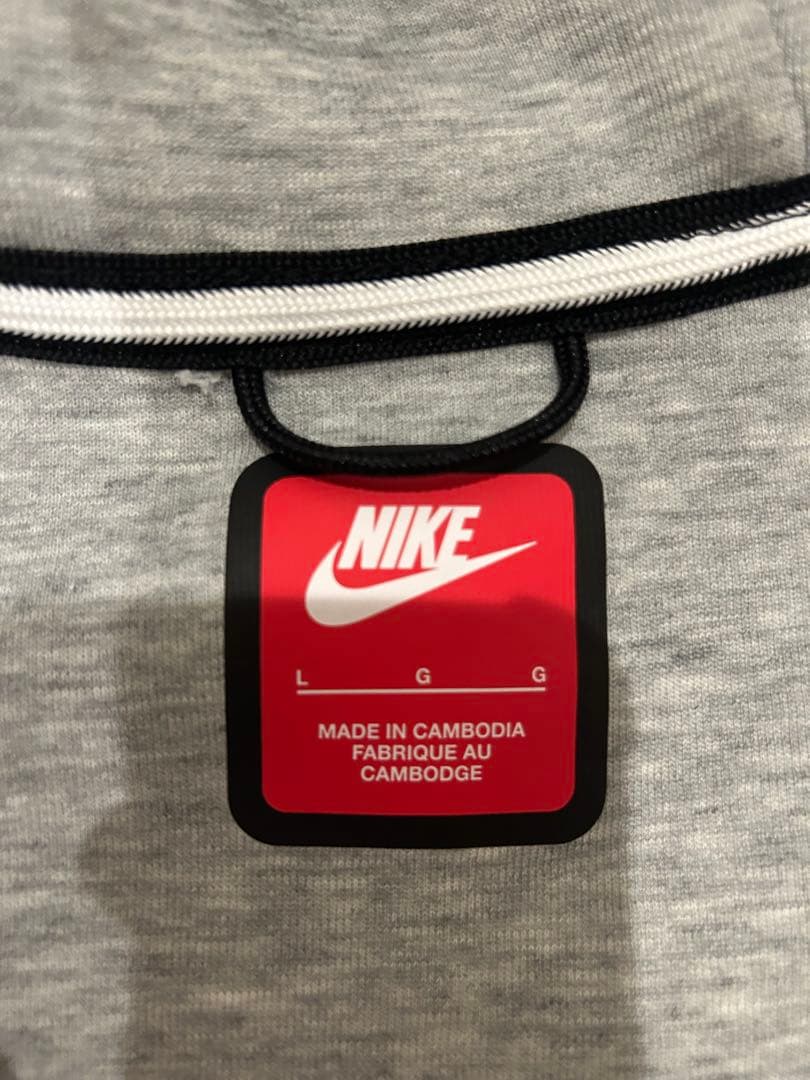 NIKE
L G G
MADE IN CAMBODIA
FABRIQUE AU
CAMBODGE